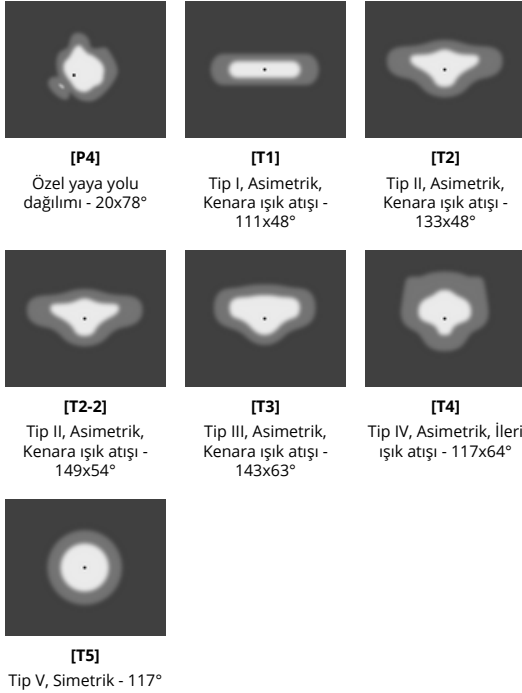 [P4]
Özel yaya yolu
dağılımı - 20x78°
[T1]
Tip I, Asimetrik,
Kenara ışık atışı -
111x48°
[T2]
Tip II, Asimetrik,
Kenara ışık atışı -
133x48°
[T2-2]
Tip II, Asimetrik,
Kenara ışık atışı -
149x54°
[T3]
Tip III, Asimetrik,
Kenara ışık atışı -
143x63°
[T4]
Tip IV, Asimetrik, İleri
ışık atışı - 117x64°
[T5]
Tip V, Simetrik - 117°